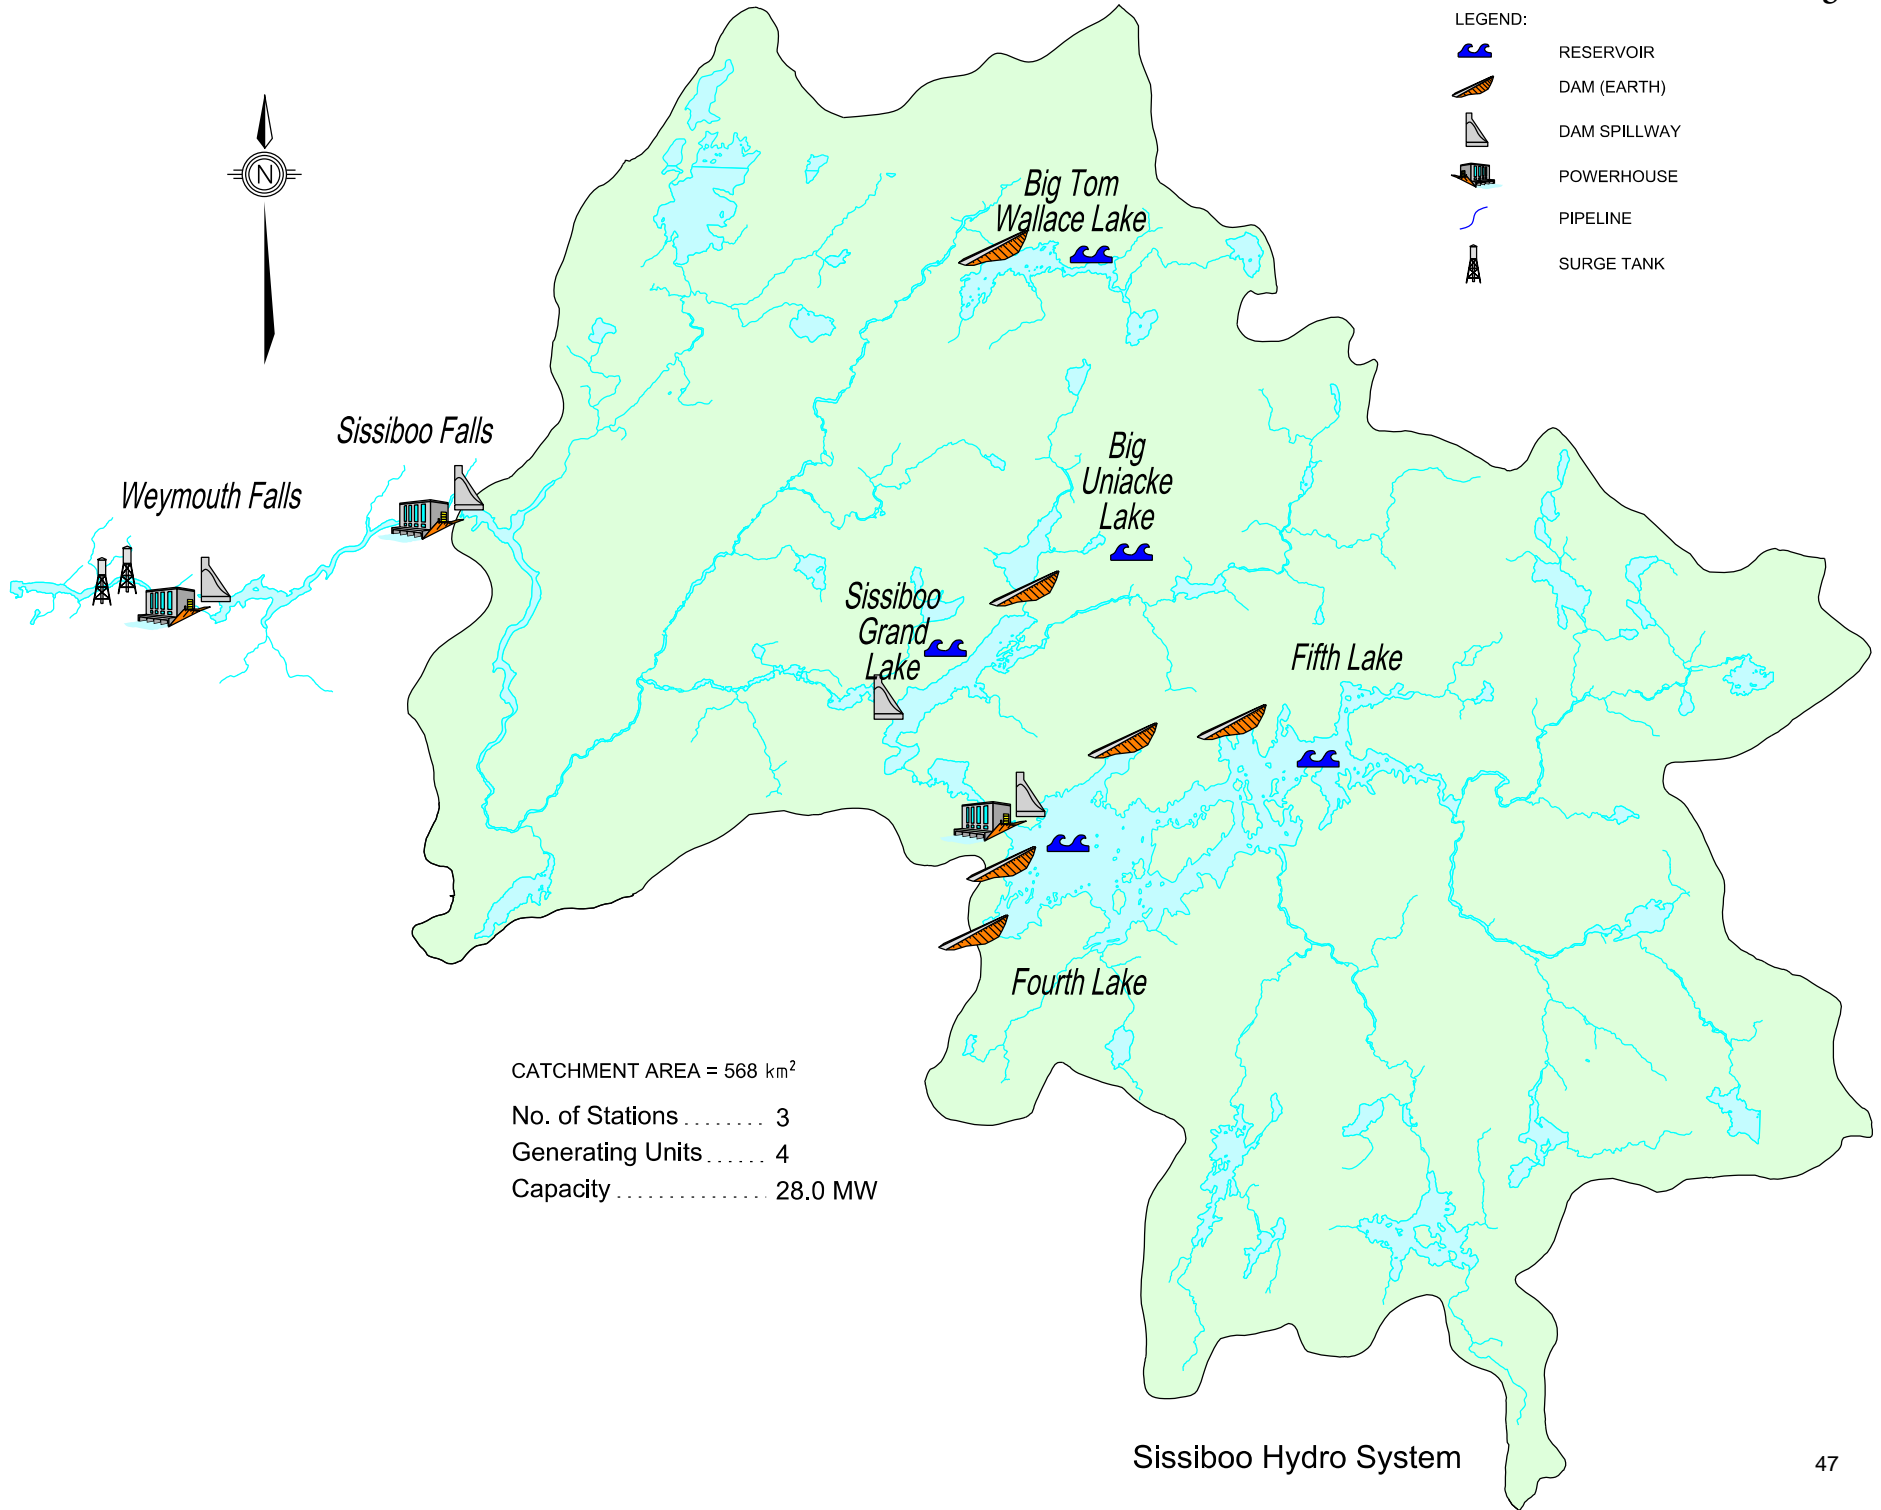 LEGEND:
RESERVOIR
DAM (EARTH)
DAM SPILLWAY
POWERHOUSE
PIPELINE
SURGE TANK
N
Big Tom
Wallace Lake
Sissiboo Falls
Weymouth Falls
Big
Uniacke
Lake
Sissiboo
Grand
Lake
Fifth Lake
Fourth Lake
CATCHMENT AREA = 568 km²
No. of Stations ........ 3
Generating Units ...... 4
Capacity ............... 28.0 MW
Sissiboo Hydro System
47